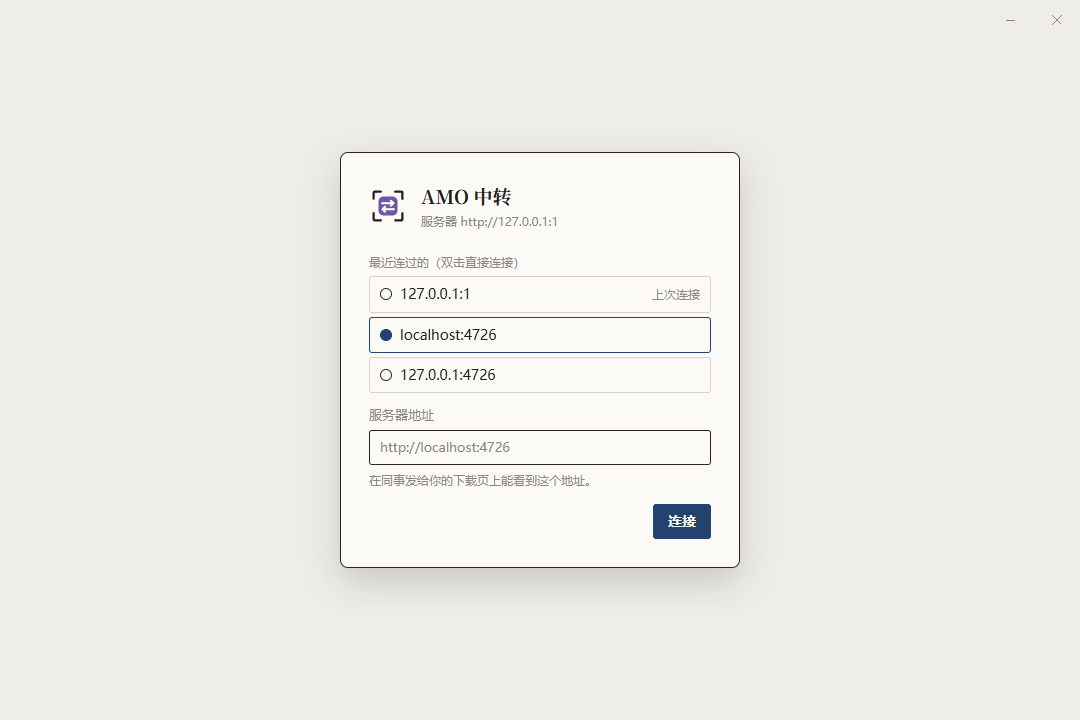 AMO 中转
服务器 http://127.0.0.1:1
最近连过的（双击直接连接）
127.0.0.1:1 上次连接
localhost:4726
127.0.0.1:4726
服务器地址
http://localhost:4726
在同事发给你的下载页上能看到这个地址。
连接